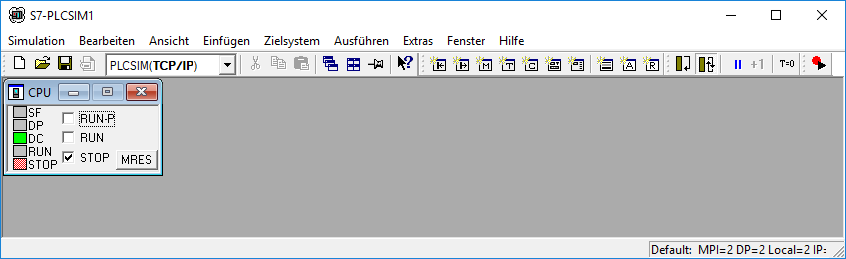 S7-PLCSIM1
Simulation Bearbeiten Ansicht Einfügen Zielsystem Ausführen Extras Fenster Hilfe
PLCSIM(TCP/IP) +1 T=0
CPU
SF
DP
DC
RUN
STOP
RUN-P
RUN
STOP
MRES
Default: MPI=2 DP=2 Local=2 IP=